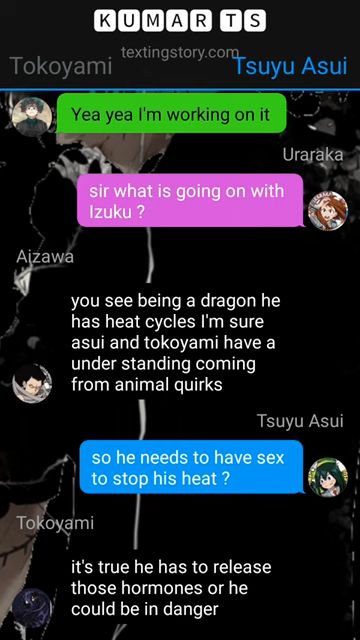 KUMAR TS
textingstory.com
Tokoyami
Tsuyu Asui
Yea yea I'm working on it
Uraraka
sir what is going on with
Izuku ?
Aizawa
you see being a dragon he
has heat cycles I'm sure
asui and tokoyami have a
under standing coming
from animal quirks
Tsuyu Asui
so he needs to have sex
to stop his heat ?
Tokoyami
it's true he has to release
those hormones or he
could be in danger